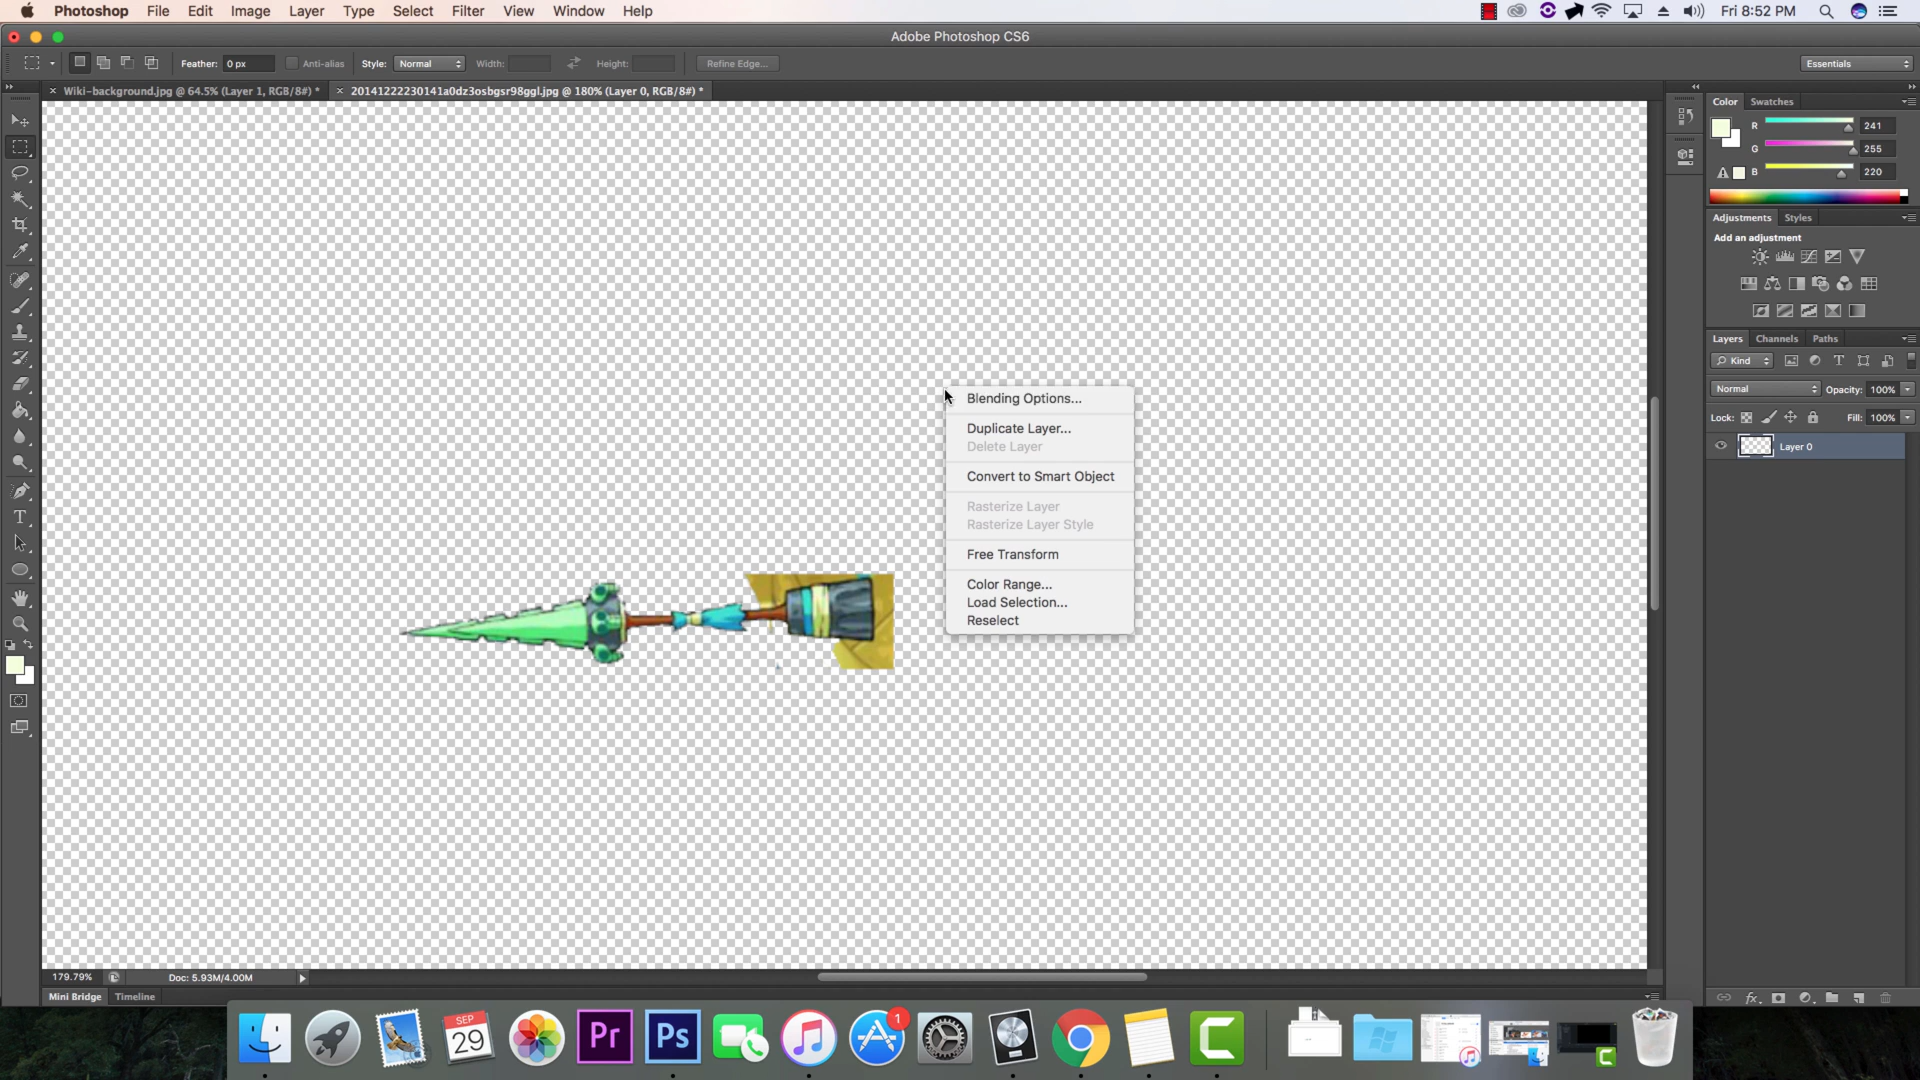 Photoshop File Edit Image Layer Type Select Filter View Window Help Fri 8:52 PM
Adobe Photoshop CS6
Feather: 0 px Anti-alias Style: Normal Width: Height: Refine Edge... Essentials
Wiki-background.jpg @ 64.5% (Layer 1, RGB/8#) * 20141222230141a0dz3osbgsr98ggl.jpg @ 180% (Layer 0, RGB/8#) *
Color Swatches
R 241
G 255
B 220
Adjustments Styles
Add an adjustment
Layers Channels Paths
Kind
Normal Opacity: 100%
Lock: Fill: 100%
Layer 0
Blending Options...
Duplicate Layer...
Delete Layer
Convert to Smart Object
Rasterize Layer
Rasterize Layer Style
Free Transform
Color Range...
Load Selection...
Reselect
179.79% Doc: 5.93M/4.00M
Mini Bridge Timeline
SEP
29
Pr
Ps
1